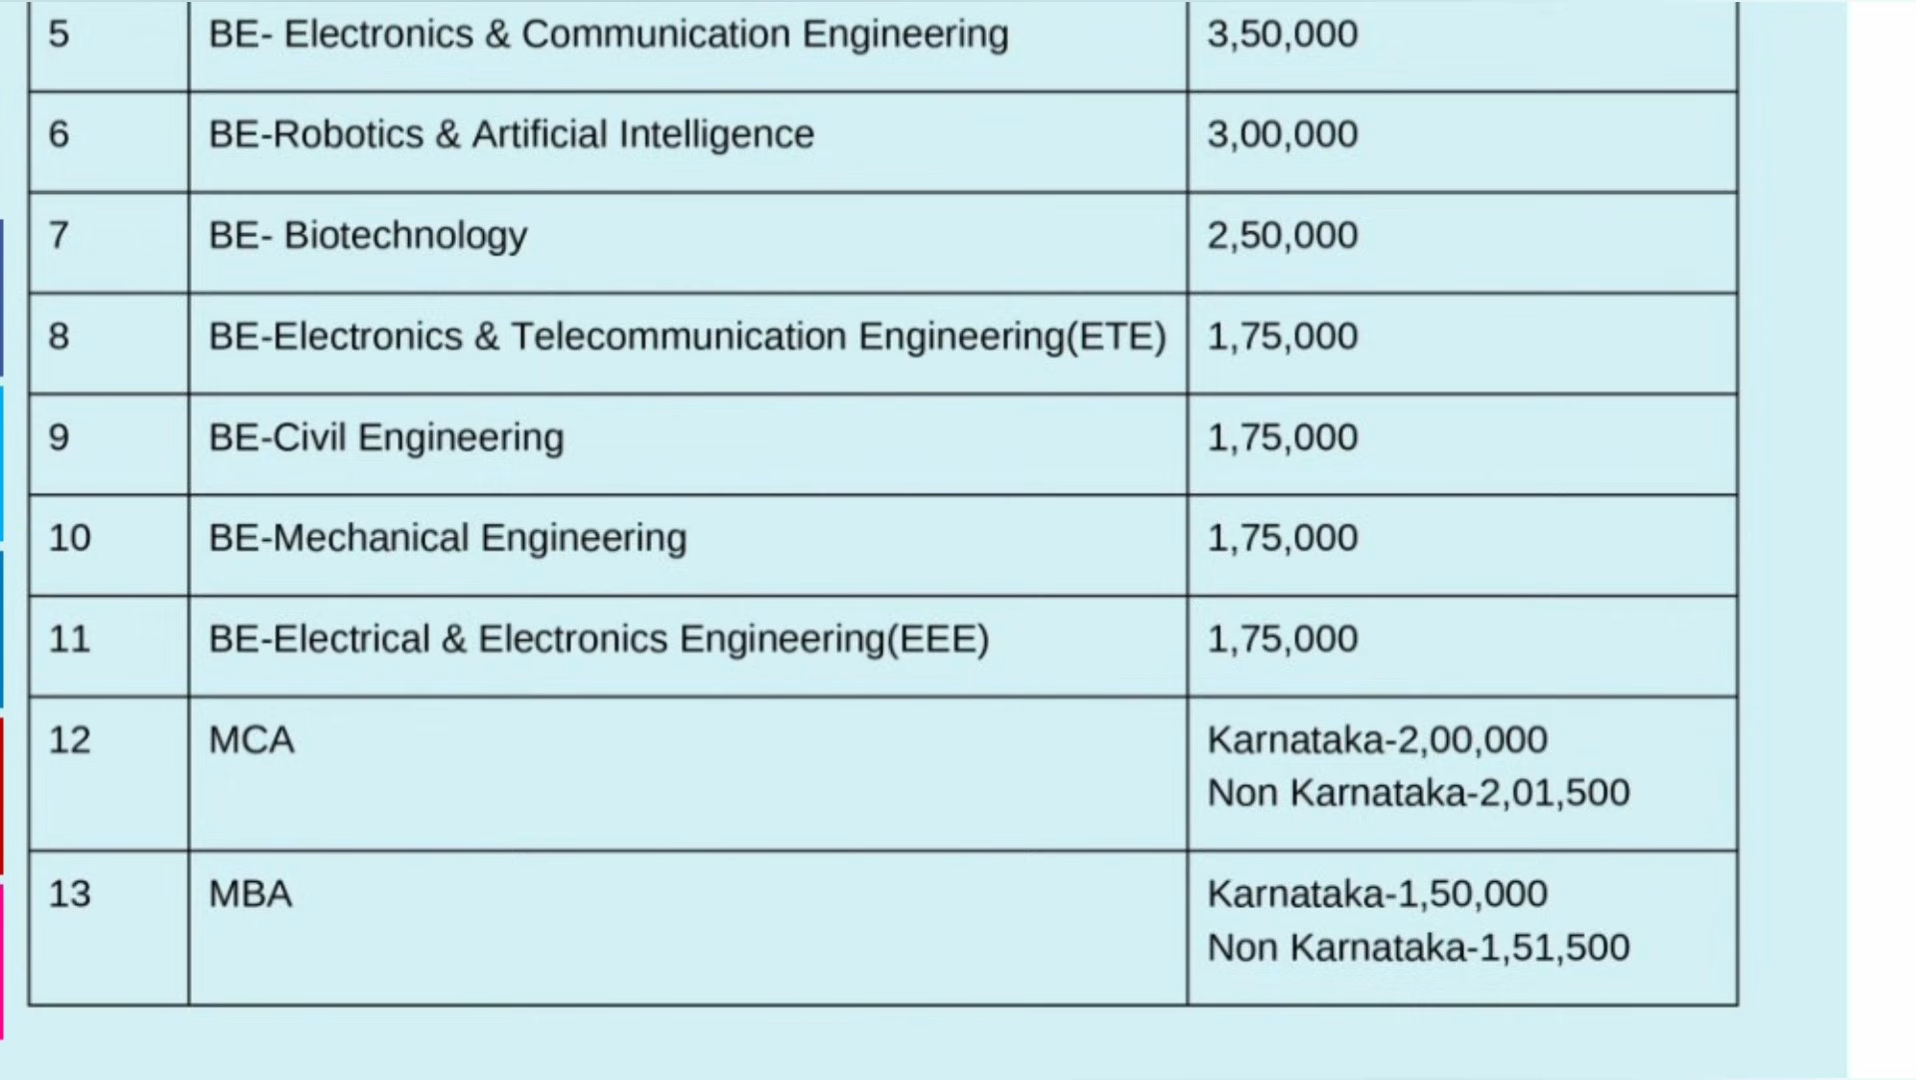 5 BE- Electronics & Communication Engineering 3,50,000
6 BE-Robotics & Artificial Intelligence 3,00,000
7 BE- Biotechnology 2,50,000
8 BE-Electronics & Telecommunication Engineering(ETE) 1,75,000
9 BE-Civil Engineering 1,75,000
10 BE-Mechanical Engineering 1,75,000
11 BE-Electrical & Electronics Engineering(EEE) 1,75,000
12 MCA Karnataka-2,00,000
Non Karnataka-2,01,500
13 MBA Karnataka-1,50,000
Non Karnataka-1,51,500